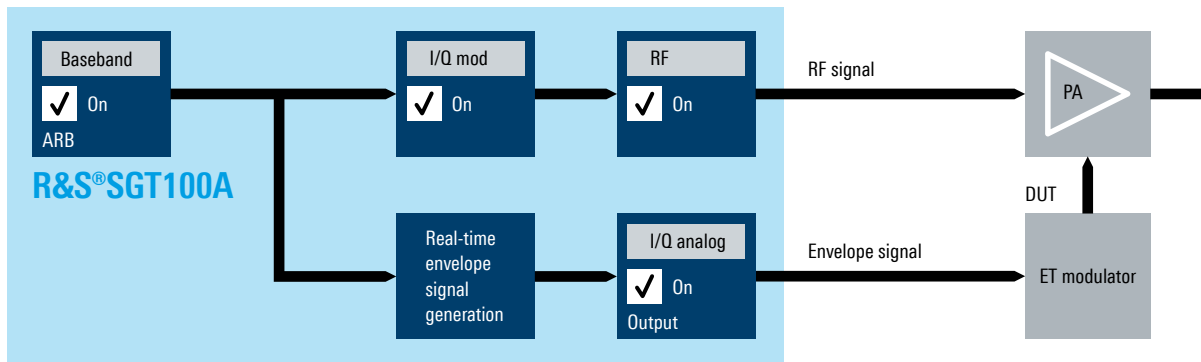 Baseband
On
ARB
I/Q mod
On
RF
On
RF signal
PA
R&S®SGT100A
Real-time
envelope
signal
generation
I/Q analog
On
Output
Envelope signal
DUT
ET modulator